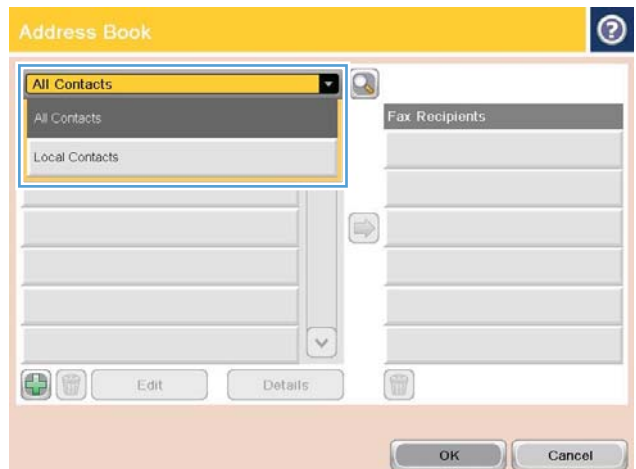 Address Book
All Contacts
All Contacts
Fax Recipients
Local Contacts
Edit
Details
OK
Cancel